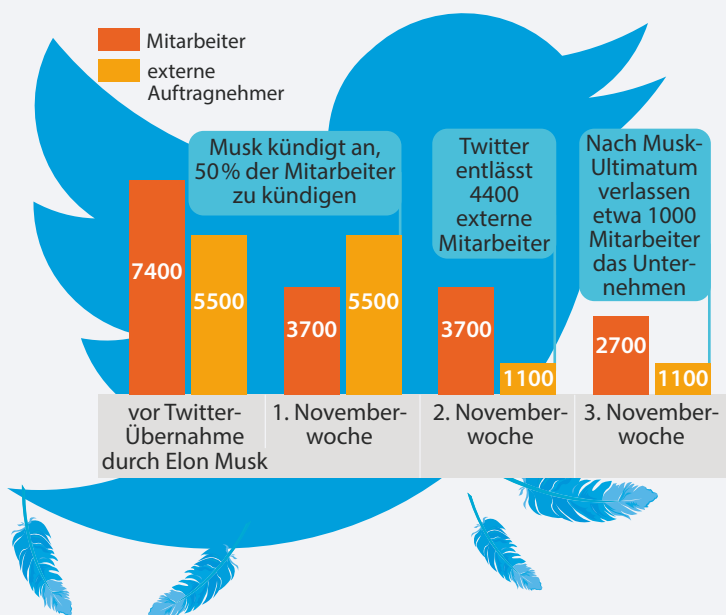 Mitarbeiter
externe
Auftragnehmer
Musk kündigt an,
50% der Mitarbeiter
zu kündigen
Twitter
entlässt
4400
externe
Mitarbeiter
Nach Musk-
Ultimatum
verlassen
etwa 1000
Mitarbeiter
das Unter-
nehmen
7400
5500
3700
5500
3700
1100
2700
1100
vor Twitter-
Übernahme
durch Elon Musk
1. November-
woche
2. November-
woche
3. November-
woche